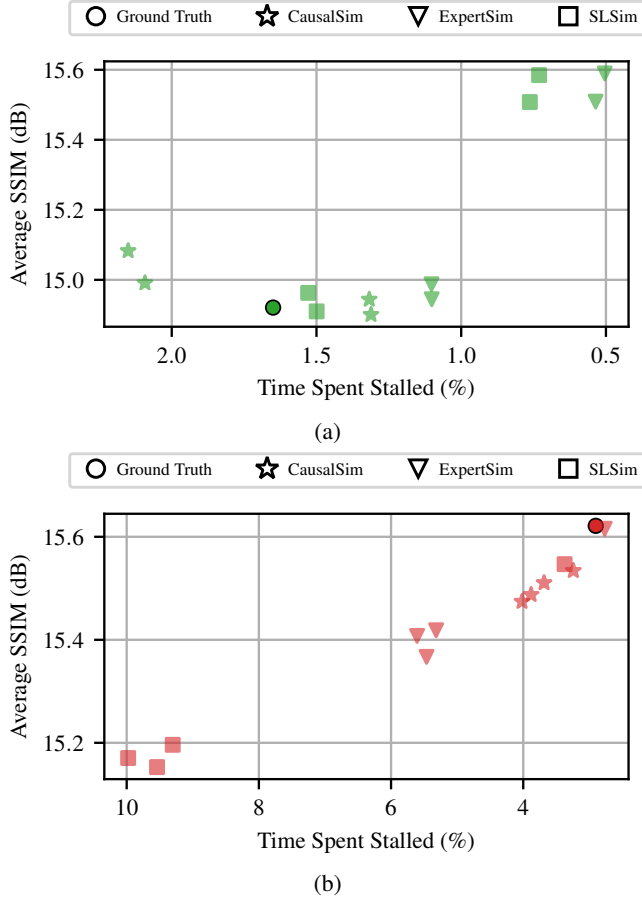 Ground Truth CausalSim ExpertSim SLSim
15.6
15.4
15.2
15.0
Average SSIM (dB)
2.0 1.5 1.0 0.5
Time Spent Stalled (%)
(a)
Ground Truth CausalSim ExpertSim SLSim
15.6
15.4
15.2
Average SSIM (dB)
10 8 6 4
Time Spent Stalled (%)
(b)